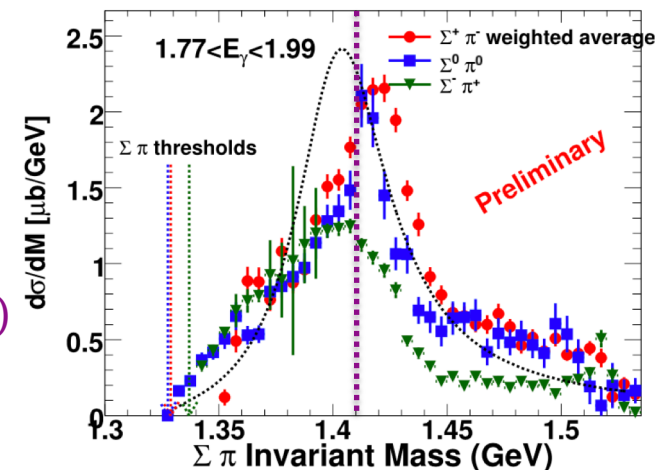 2.5
2
1.5
1
0.5
0
1.3
1.35
1.4
1.45
1.5
dσ/dM [μb/GeV]
Σ π Invariant Mass (GeV)
1.77<Eγ<1.99
Σ⁺ π⁻ weighted average
Σ⁰ π⁰
Σ⁻ π⁺
Σ π thresholds
Preliminary
)